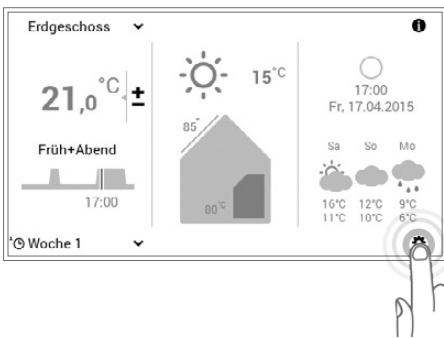 Erdgeschoss
21,0 °C ±
Früh+Abend
17:00
Woche 1
15°C
85°
80°C
17:00
Fr, 17.04.2015
Sa So Mo
16°C 12°C 9°C
11°C 10°C 6°C